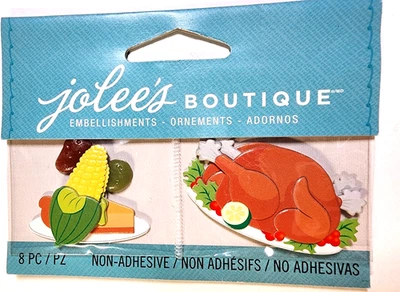 jolee's BOUTIQUE
EMBELLISHMENTS - ORNEMENTS - ADORNOS
8 PC / PZ NON-ADHESIVE / NON ADHÉSIFS / NO ADHESIVAS